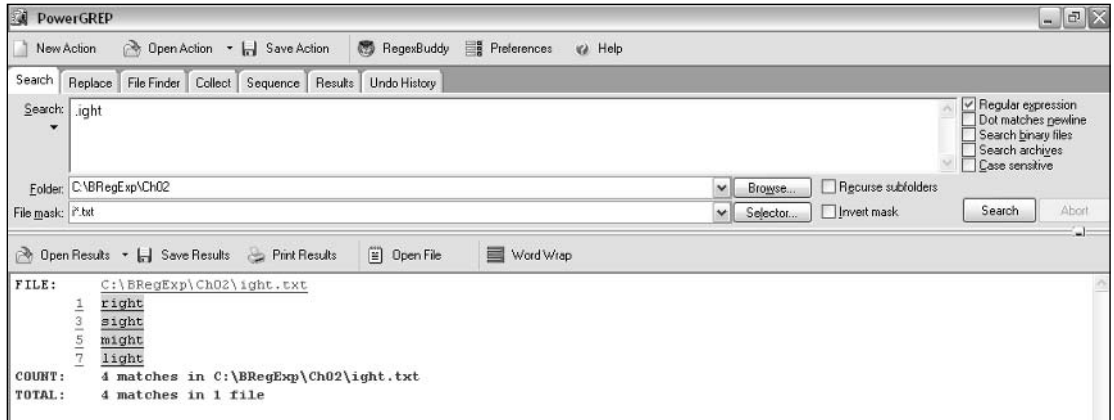 PowerGREP
New Action Open Action Save Action RegexBuddy Preferences Help
Search Replace File Finder Collect Sequence Results Undo History
Search: .ight
Regular expression
Dot matches newline
Search binary files
Search archives
Case sensitive
Folder: C:\BRegExp\Ch02 Browse... Recurse subfolders
File mask: i*.txt Selector... Invert mask Search Abort
Open Results Save Results Print Results Open File Word Wrap
FILE: C:\BRegExp\Ch02\ight.txt
1 right
3 sight
5 might
7 light
COUNT: 4 matches in C:\BRegExp\Ch02\ight.txt
TOTAL: 4 matches in 1 file